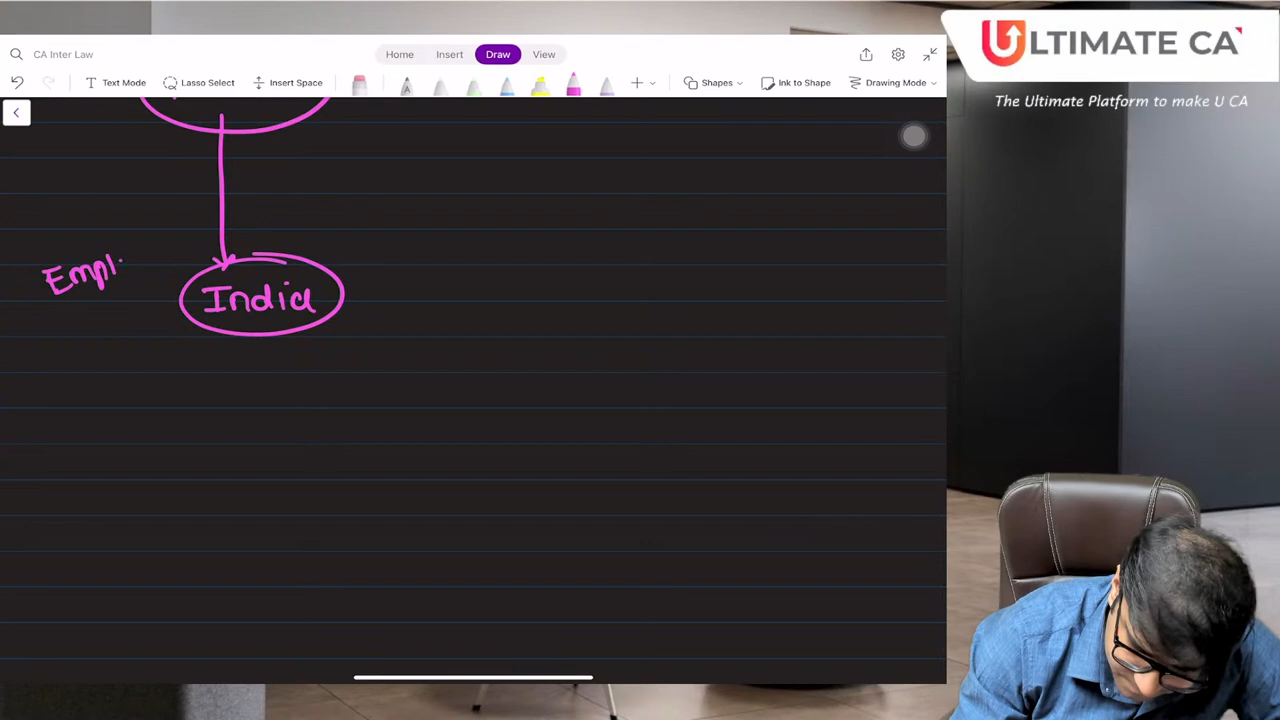 ULTIMATE CA
The Ultimate Platform to make U CA
CA Inter Law
Home Insert Draw View
Text Mode Lasso Select Insert Space Shapes Ink to Shape Drawing Mode
Empl
India